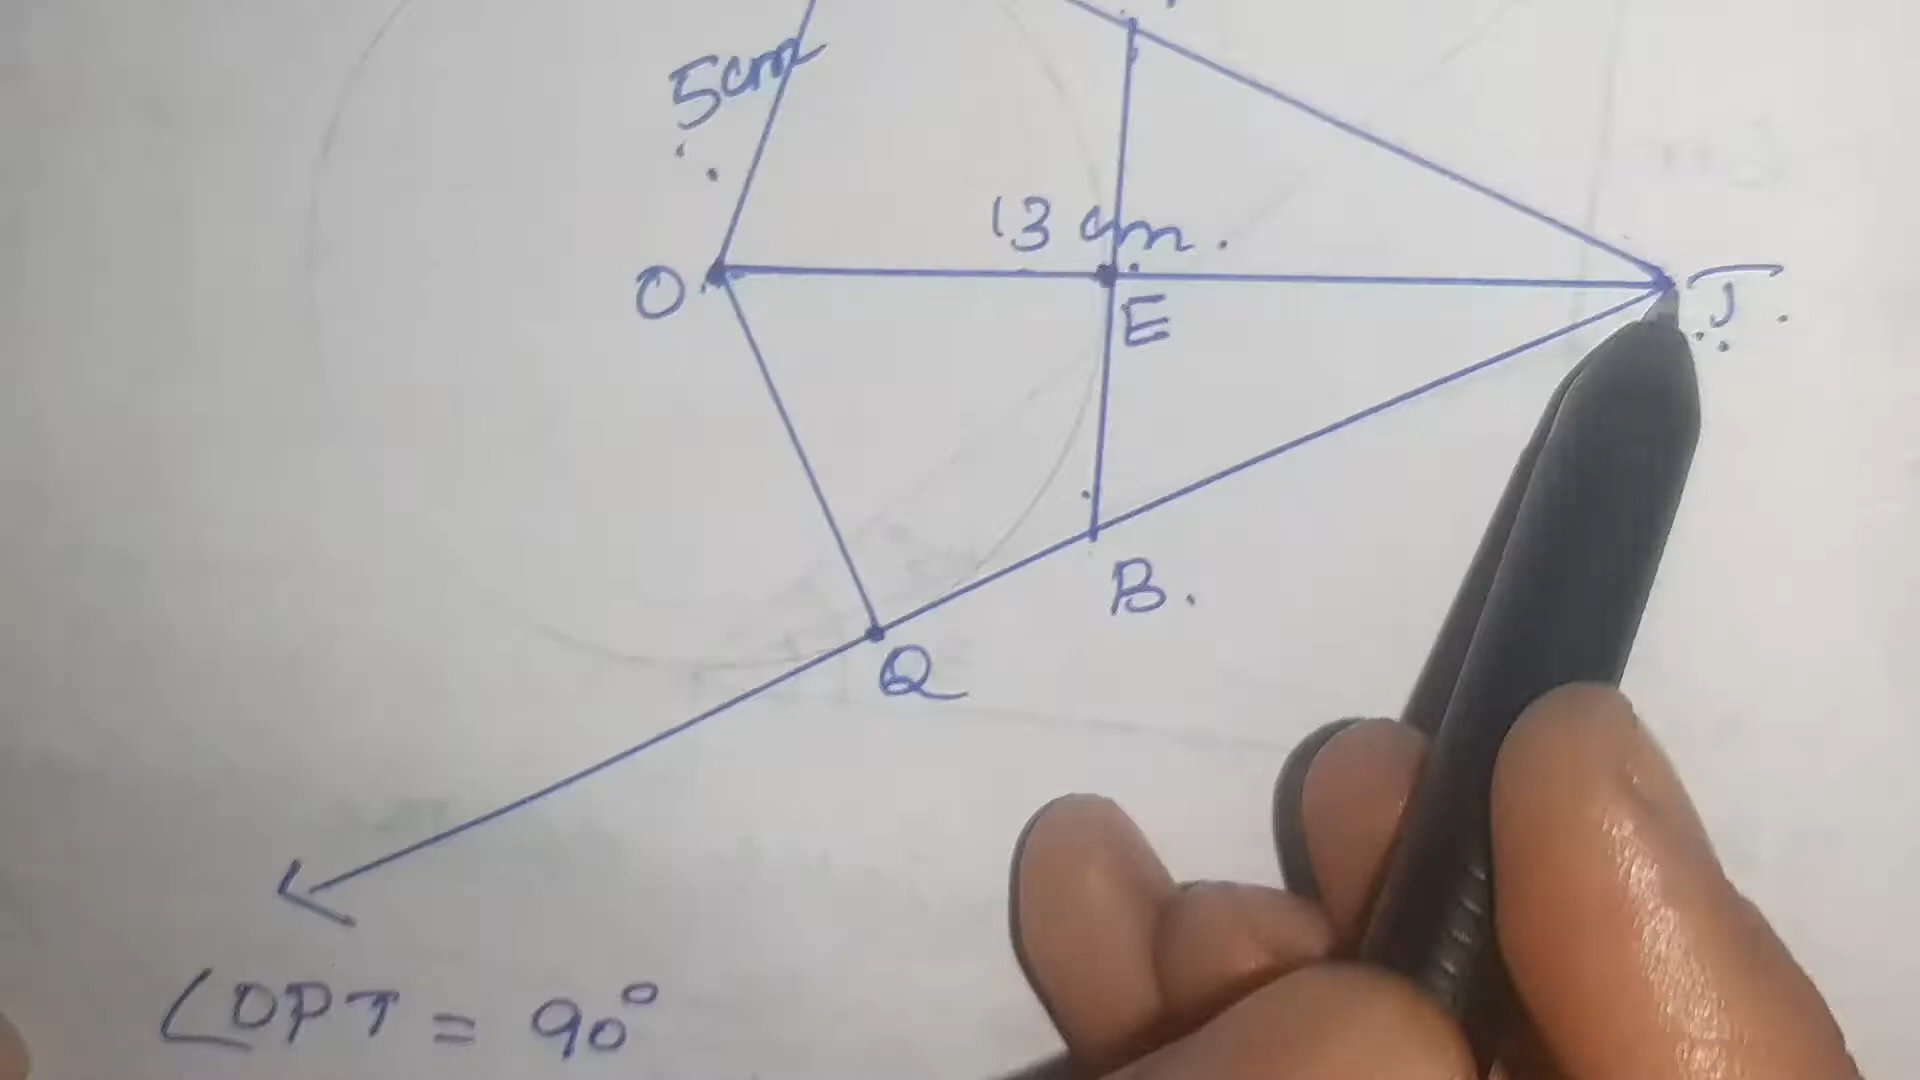 5cm
13 cm.
O
E
T.
B.
Q
∠OPT = 90°